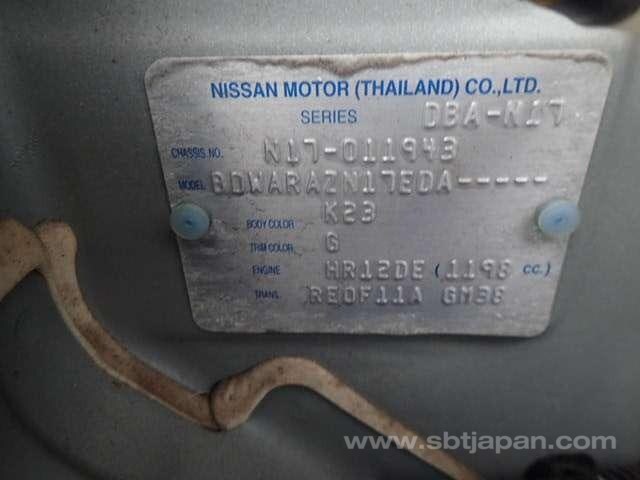 NISSAN MOTOR (THAILAND) CO.,LTD.
SERIES DBA-N17
CHASSIS NO. N17-011943
MODEL BDWARAZN17EDA-----
BODY COLOR K23
TRIM COLOR G
ENGINE HR12DE (1198 CC.)
TRANS. RE0F11A GM38
www.sbtjapan.com